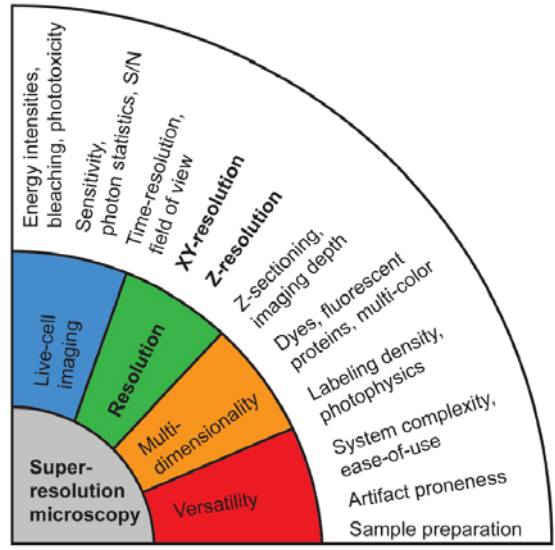 Energy intensities,
bleaching, phototoxicity
Sensitivity,
photon statistics, S/N
Time-resolution,
field of view
XY-resolution
Z-resolution
Z-sectioning,
imaging depth
Dyes, fluorescent
proteins, multi-color
Labeling density,
photophysics
System complexity,
ease-of-use
Artifact proneness
Sample preparation
Live-cell
imaging
Resolution
Multi-
dimensionality
Versatility
Super-
resolution
microscopy